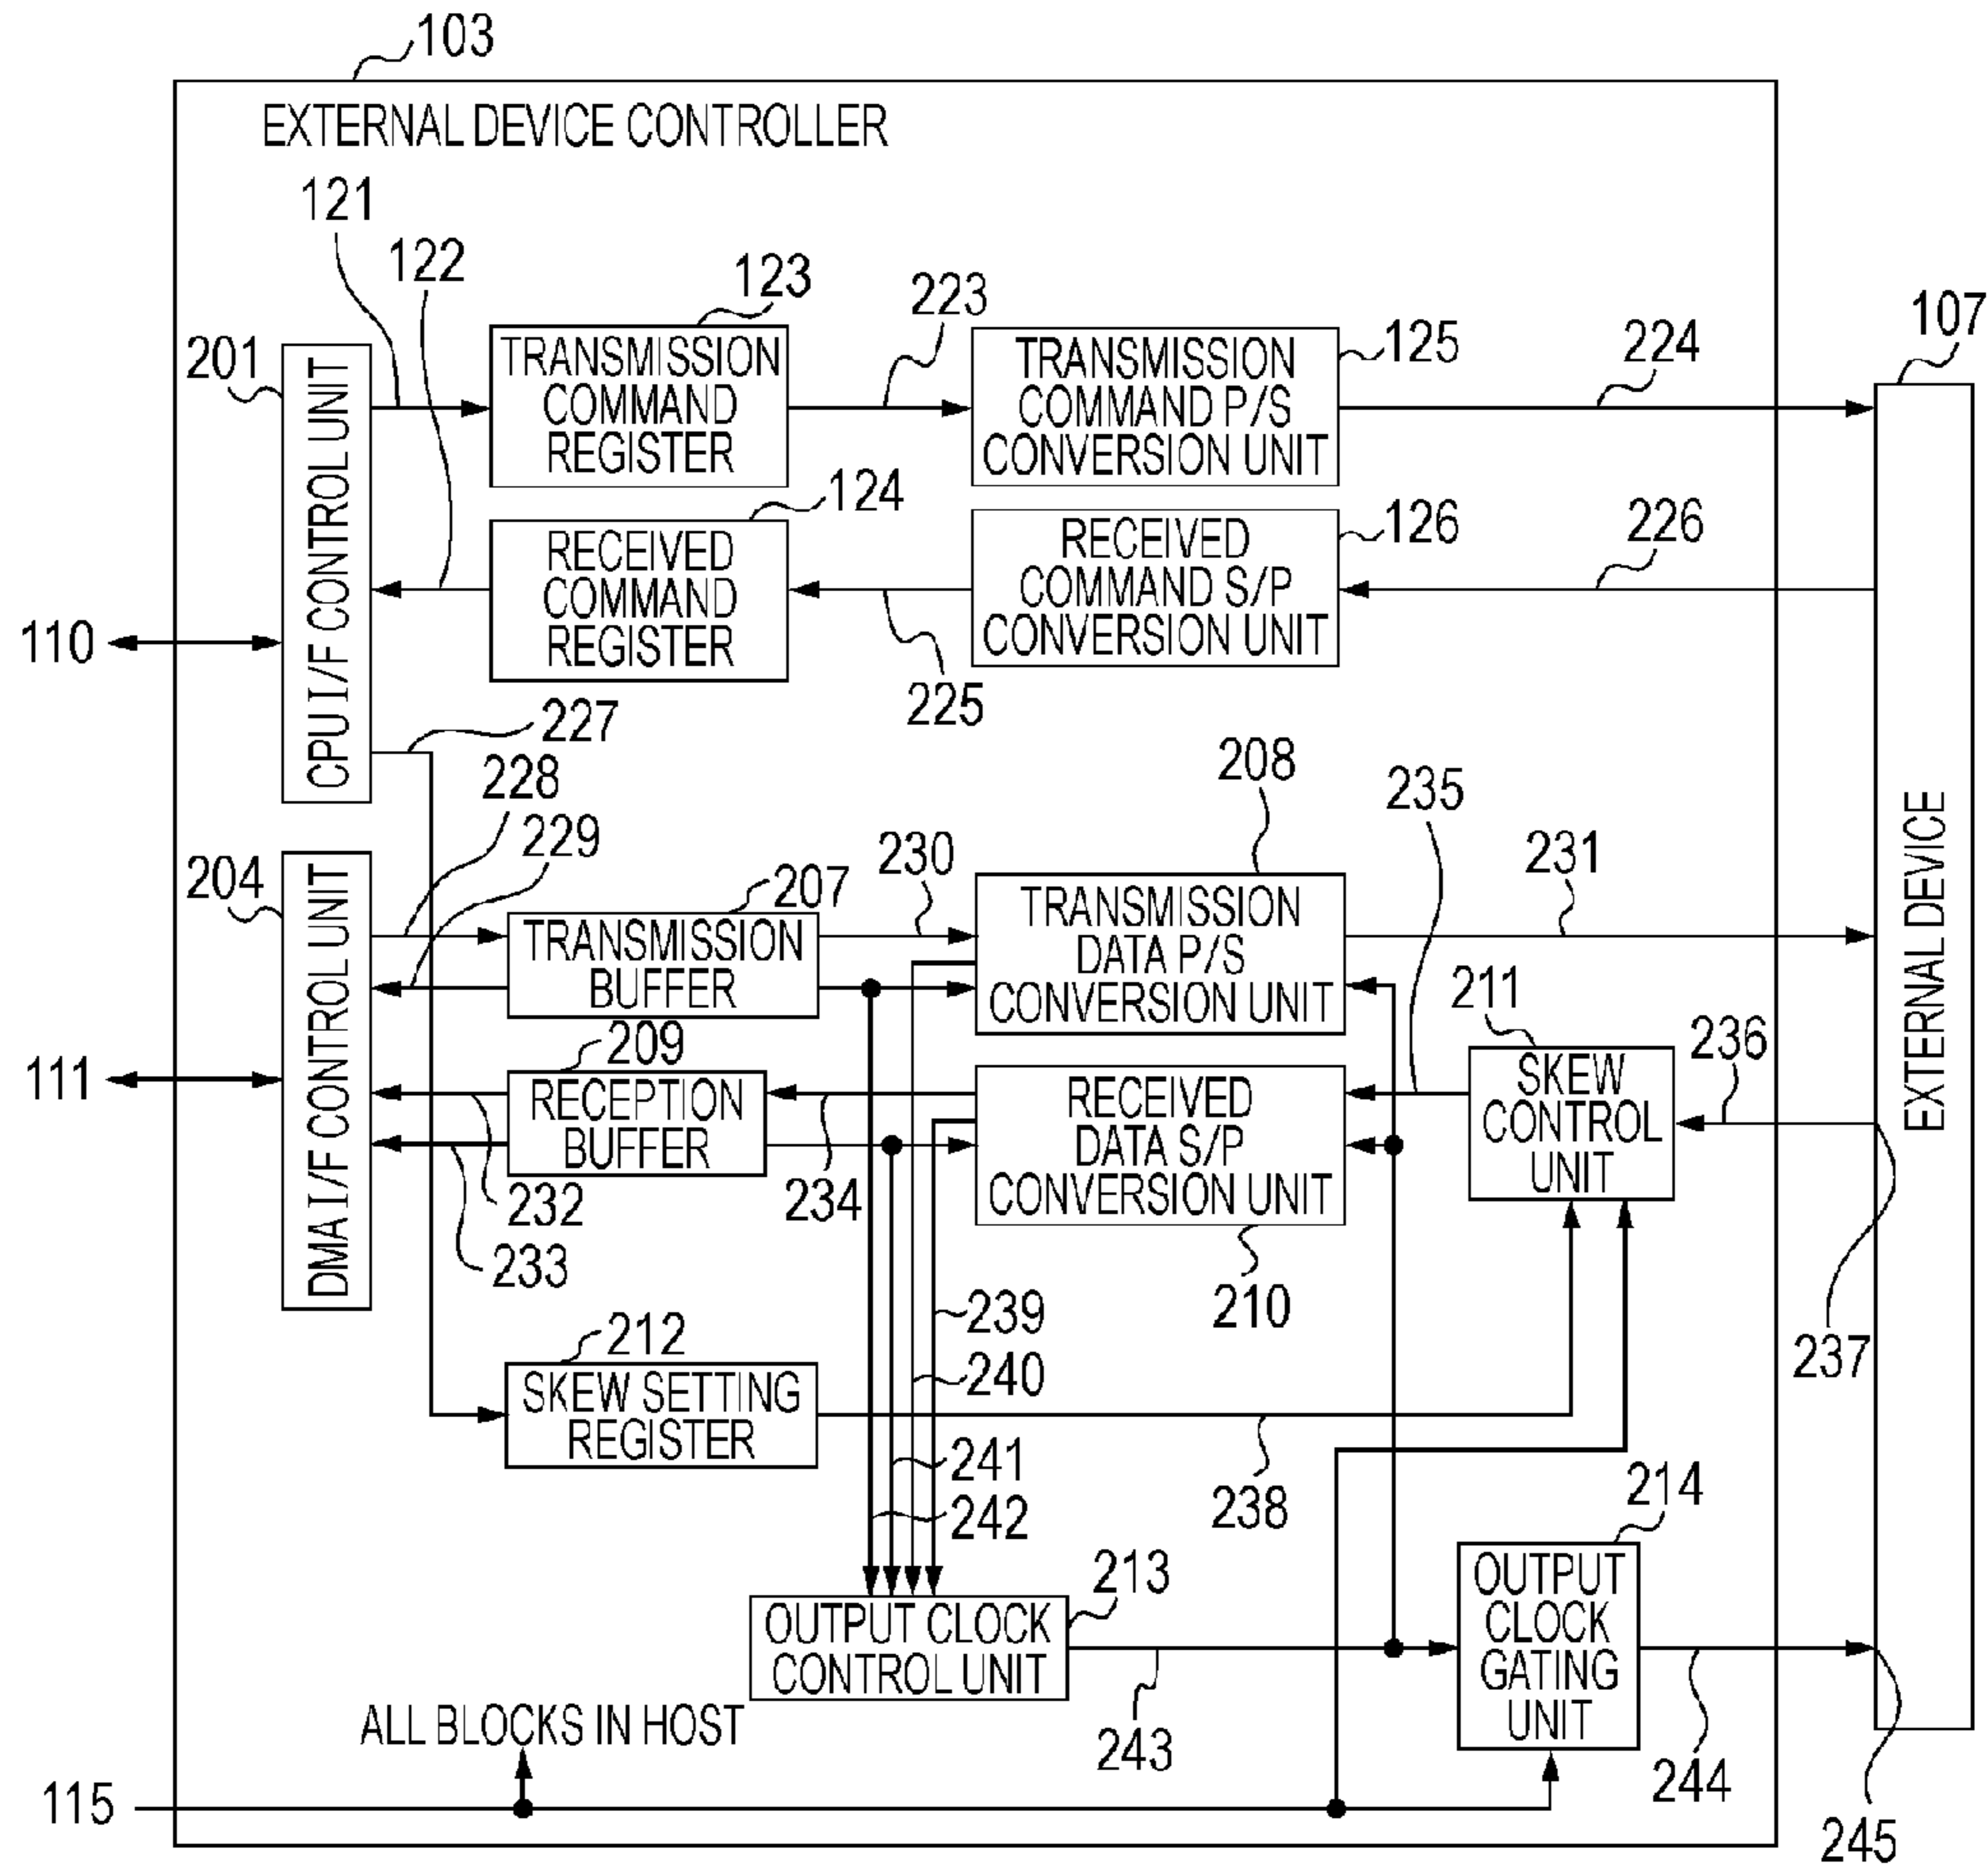 103
EXTERNAL DEVICE CONTROLLER
121
122
123
223
107
201
CPU I/F CONTROL UNIT
TRANSMISSION
COMMAND
REGISTER
TRANSMISSION
COMMAND P/S
CONVERSION UNIT
125
224
124
RECEIVED
COMMAND
REGISTER
RECEIVED
COMMAND S/P
CONVERSION UNIT
126
226
110
225
227
228
229
208
235
EXTERNAL DEVICE
204
DMA I/F CONTROL UNIT
207
230
231
TRANSMISSION
BUFFER
TRANSMISSION
DATA P/S
CONVERSION UNIT
211
236
209
111
RECEPTION
BUFFER
RECEIVED
DATA S/P
CONVERSION UNIT
SKEW
CONTROL
UNIT
232
234
233
210
239
212
237
240
SKEW SETTING
REGISTER
241
238
242
214
213
OUTPUT CLOCK
CONTROL UNIT
OUTPUT
CLOCK
GATING
UNIT
ALL BLOCKS IN HOST
243
244
115
245